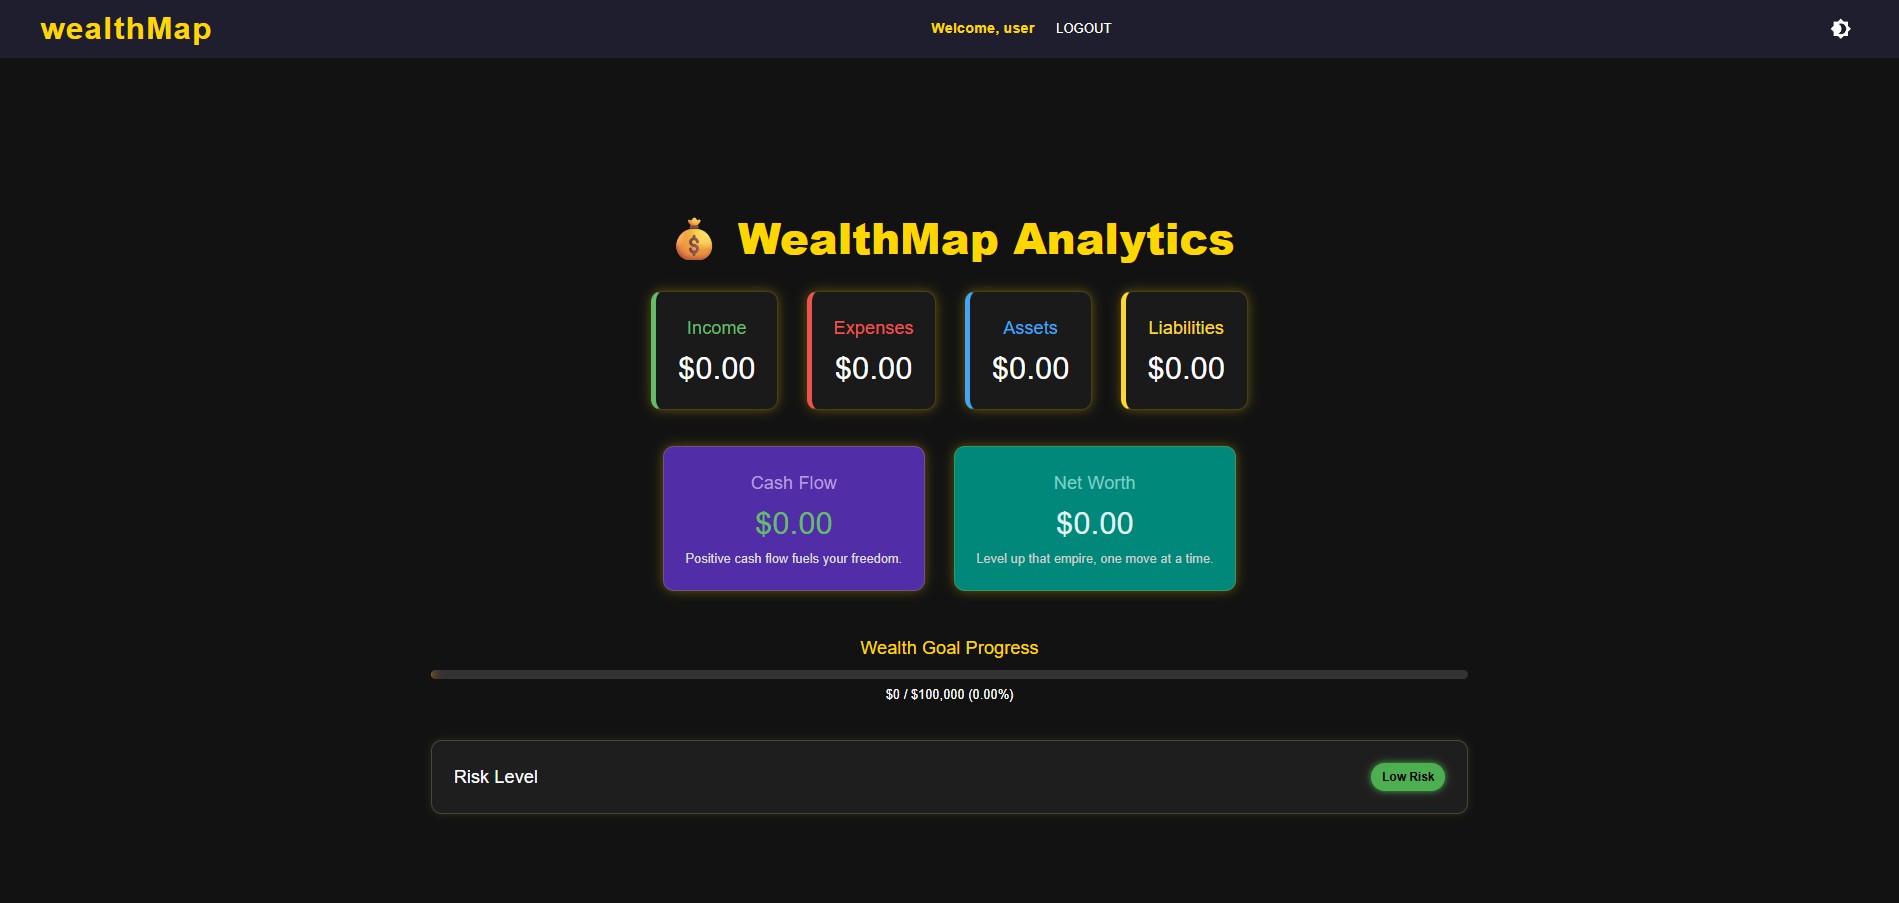 wealthMap
Welcome, user LOGOUT
WealthMap Analytics
Income
$0.00
Expenses
$0.00
Assets
$0.00
Liabilities
$0.00
Cash Flow
$0.00
Positive cash flow fuels your freedom.
Net Worth
$0.00
Level up that empire, one move at a time.
Wealth Goal Progress
$0 / $100,000 (0.00%)
Risk Level
Low Risk